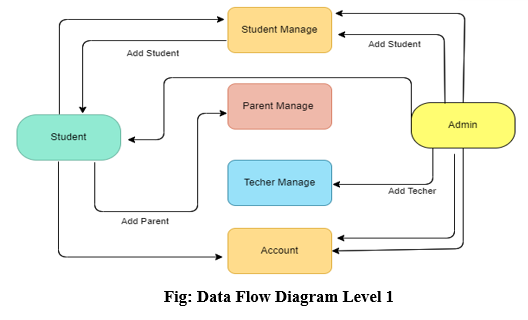 Student Manage
Add Student
Add Student
Parent Manage
Student
Admin
Techer Manage
Add Techer
Add Parent
Account
Fig: Data Flow Diagram Level 1